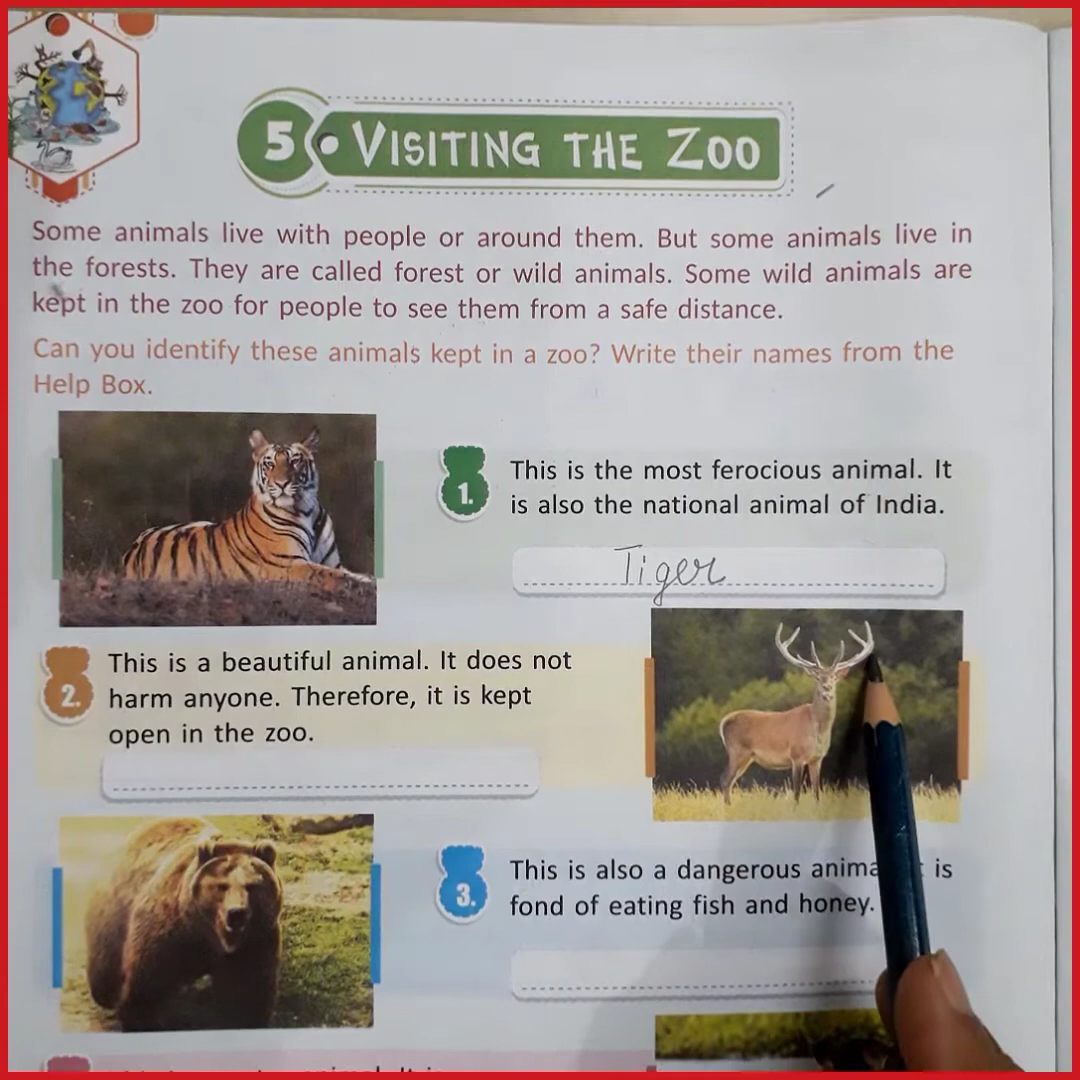 5 VISITING THE ZOO
Some animals live with people or around them. But some animals live in
the forests. They are called forest or wild animals. Some wild animals are
kept in the zoo for people to see them from a safe distance.
Can you identify these animals kept in a zoo? Write their names from the
Help Box.
1. This is the most ferocious animal. It
is also the national animal of India.
Tiger
2. This is a beautiful animal. It does not
harm anyone. Therefore, it is kept
open in the zoo.
3. This is also a dangerous is
fond of eating fish and honey.